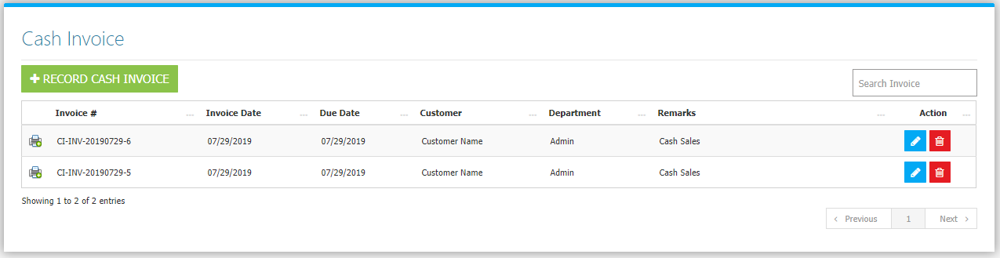 Cash Invoice
RECORD CASH INVOICE
Search Invoice
Invoice # Invoice Date Due Date Customer Department Remarks Action
CI-INV-20190729-6 07/29/2019 07/29/2019 Customer Name Admin Cash Sales
CI-INV-20190729-5 07/29/2019 07/29/2019 Customer Name Admin Cash Sales
Showing 1 to 2 of 2 entries
Previous 1 Next